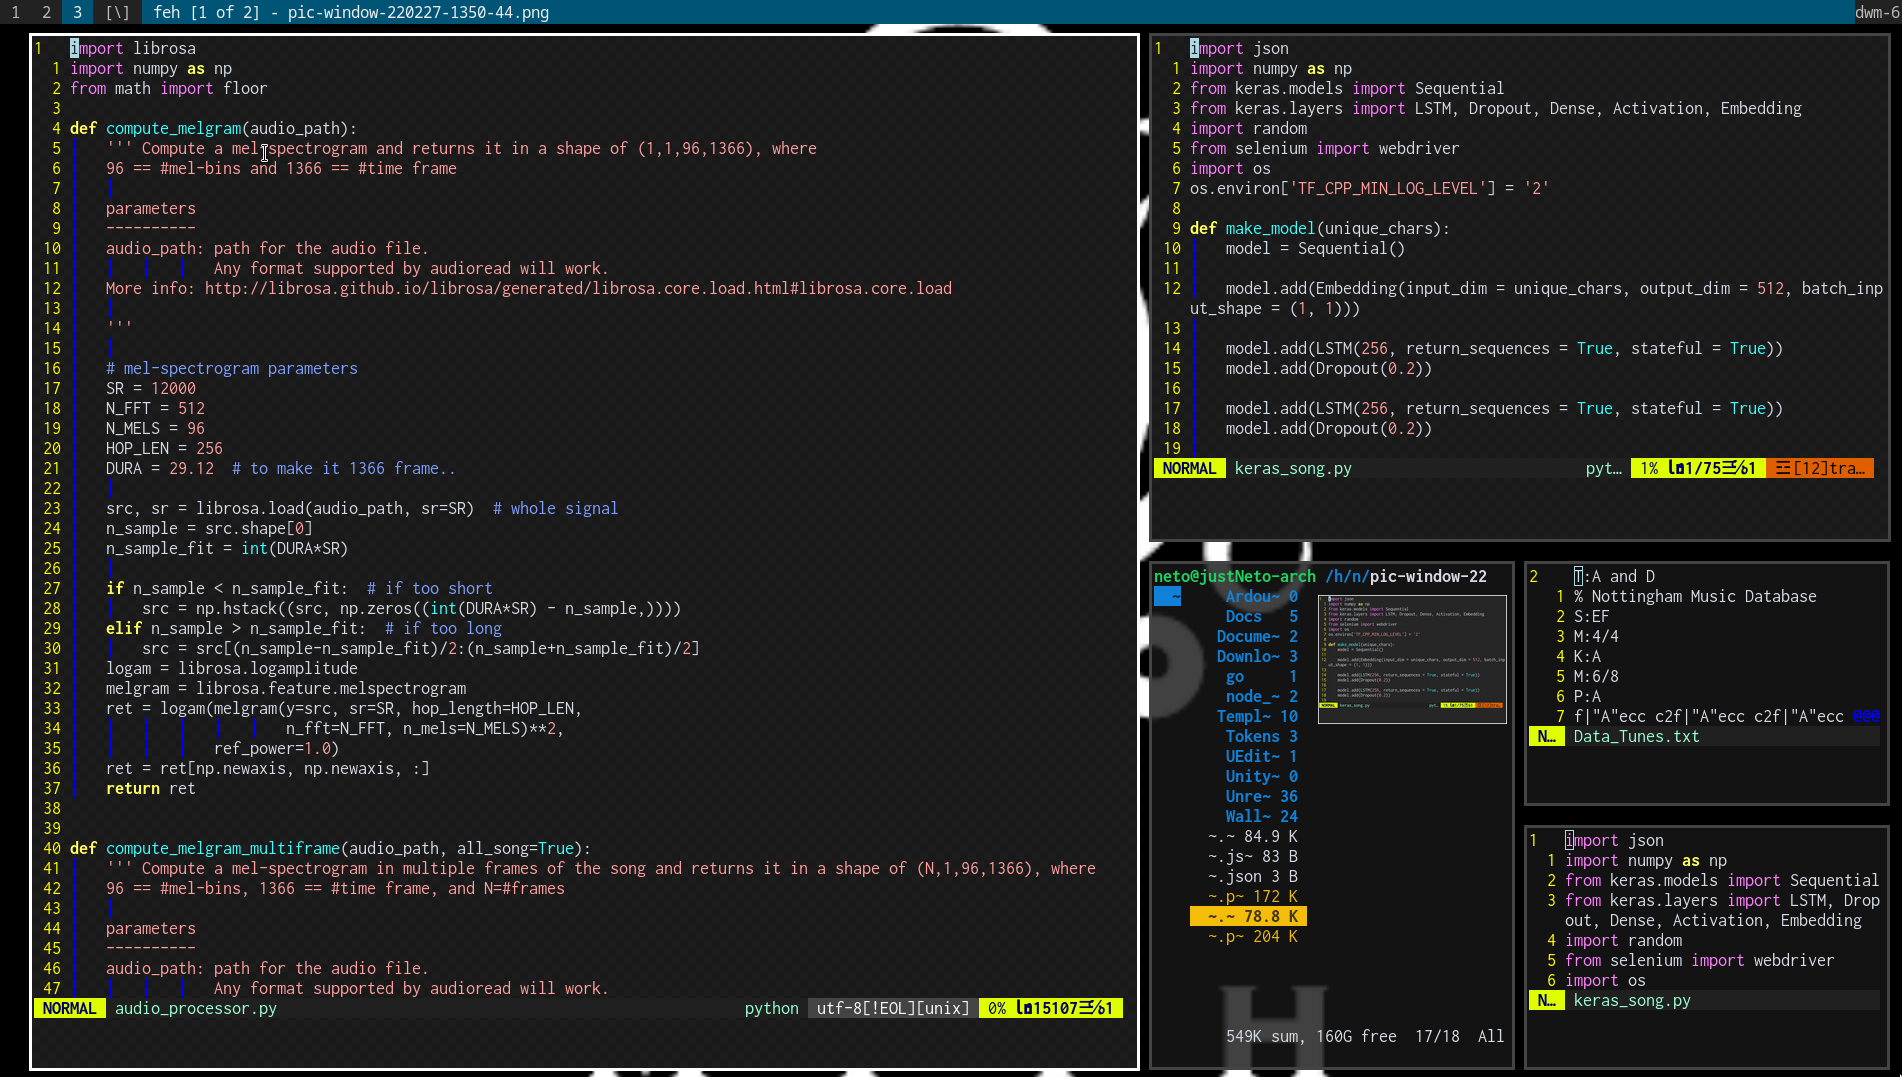 1 2 3 [\] feh [1 of 2] - pic-window-220227-1350-44.png dwm-6
1 import librosa
1 import numpy as np
2 from math import floor
3
4 def compute_melgram(audio_path):
5 ''' Compute a mel-spectrogram and returns it in a shape of (1,1,96,1366), where
6 96 == #mel-bins and 1366 == #time frame
7
8 parameters
9 ----------
10 audio_path: path for the audio file.
11 Any format supported by audioread will work.
12 More info: http://librosa.github.io/librosa/generated/librosa.core.load.html#librosa.core.load
13
14 '''
15
16 # mel-spectrogram parameters
17 SR = 12000
18 N_FFT = 512
19 N_MELS = 96
20 HOP_LEN = 256
21 DURA = 29.12  # to make it 1366 frame..
22
23 src, sr = librosa.load(audio_path, sr=SR)  # whole signal
24 n_sample = src.shape[0]
25 n_sample_fit = int(DURA*SR)
26
27 if n_sample < n_sample_fit:  # if too short
28 src = np.hstack((src, np.zeros((int(DURA*SR) - n_sample,))))
29 elif n_sample > n_sample_fit:  # if too long
30 src = src[(n_sample-n_sample_fit)/2:(n_sample+n_sample_fit)/2]
31 logam = librosa.logamplitude
32 melgram = librosa.feature.melspectrogram
33 ret = logam(melgram(y=src, sr=SR, hop_length=HOP_LEN,
34 n_fft=N_FFT, n_mels=N_MELS)**2,
35 ref_power=1.0)
36 ret = ret[np.newaxis, np.newaxis, :]
37 return ret
38
39
40 def compute_melgram_multiframe(audio_path, all_song=True):
41 ''' Compute a mel-spectrogram in multiple frames of the song and returns it in a shape of (N,1,96,1366), where
42 96 == #mel-bins, 1366 == #time frame, and N=#frames
43
44 parameters
45 ----------
46 audio_path: path for the audio file.
47 Any format supported by audioread will work.
NORMAL audio_processor.py python utf-8[!EOL][unix] 0%
1 import json
1 import numpy as np
2 from keras.models import Sequential
3 from keras.layers import LSTM, Dropout, Dense, Activation, Embedding
4 import random
5 from selenium import webdriver
6 import os
7 os.environ['TF_CPP_MIN_LOG_LEVEL'] = '2'
8
9 def make_model(unique_chars):
10 model = Sequential()
11
12 model.add(Embedding(input_dim = unique_chars, output_dim = 512, batch_inp
ut_shape = (1, 1)))
13
14 model.add(LSTM(256, return_sequences = True, stateful = True))
15 model.add(Dropout(0.2))
16
17 model.add(LSTM(256, return_sequences = True, stateful = True))
18 model.add(Dropout(0.2))
19
NORMAL keras_song.py pyt… 1% 1/75 1 [12]tra…
neto@justNeto-arch /h/n/pic-window-22
~
Ardou~ 0
Docs 5
Docume~ 2
Downlo~ 3
go 1
node_~ 2
Templ~ 10
Tokens 3
UEdit~ 1
Unity~ 0
Unre~ 36
Wall~ 24
~.~ 84.9 K
~.js~ 83 B
~.json 3 B
~.p~ 172 K
~.~ 78.8 K
~.p~ 204 K
549K sum, 160G free 17/18 All
2 T:A and D
1 % Nottingham Music Database
2 S:EF
3 M:4/4
4 K:A
5 M:6/8
6 P:A
7 f|"A"ecc c2f|"A"ecc c2f|"A"ecc @@@
N… Data_Tunes.txt
1 import json
1 import numpy as np
2 from keras.models import Sequential
3 from keras.layers import LSTM, Drop
out, Dense, Activation, Embedding
4 import random
5 from selenium import webdriver
6 import os
N… keras_song.py